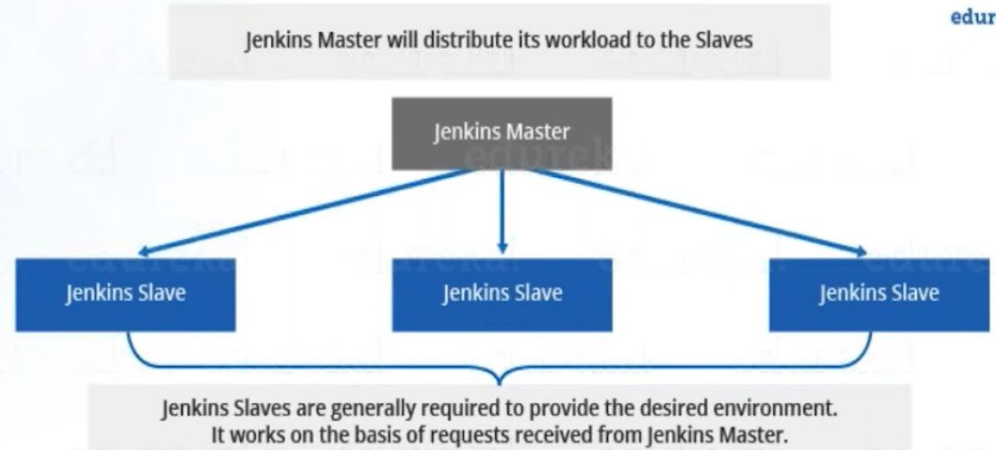 edur
Jenkins Master will distribute its workload to the Slaves
Jenkins Master
edureka!
Jenkins Slave
Jenkins Slave
Jenkins Slave
Jenkins Slaves are generally required to provide the desired environment.
It works on the basis of requests received from Jenkins Master.